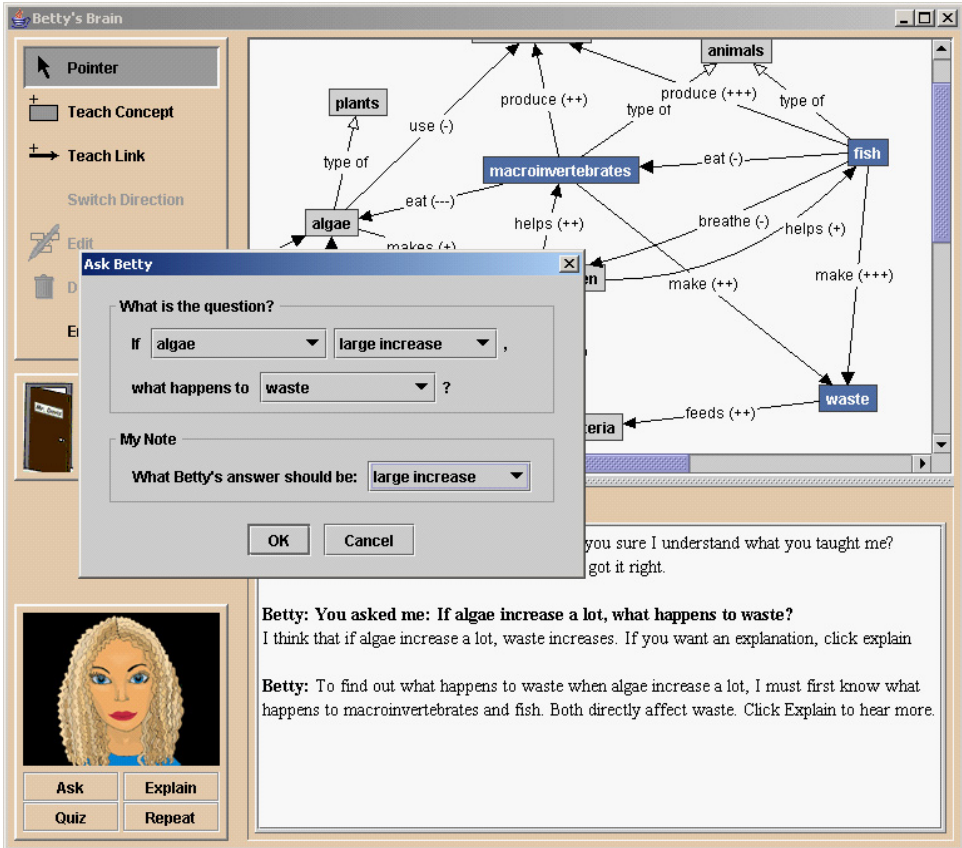 Betty's Brain
Pointer
Teach Concept
Teach Link
Switch Direction
Edit
animals
plants
produce (++)
produce (+++)
type of
type of
use (-)
type of
fish
macroinvertebrates
eat (-)
eat (---)
algae
helps (++)
breathe (-)
helps (+)
makes (+)
make (++)
make (+++)
waste
feeds (++)
Ask Betty
What is the question?
If algae large increase ,
what happens to waste ?
My Note
What Betty's answer should be: large increase
OK Cancel
you sure I understand what you taught me?
got it right.
Betty: You asked me: If algae increase a lot, what happens to waste?
I think that if algae increase a lot, waste increases. If you want an explanation, click explain
Betty: To find out what happens to waste when algae increase a lot, I must first know what
happens to macroinvertebrates and fish. Both directly affect waste. Click Explain to hear more.
Ask Explain
Quiz Repeat